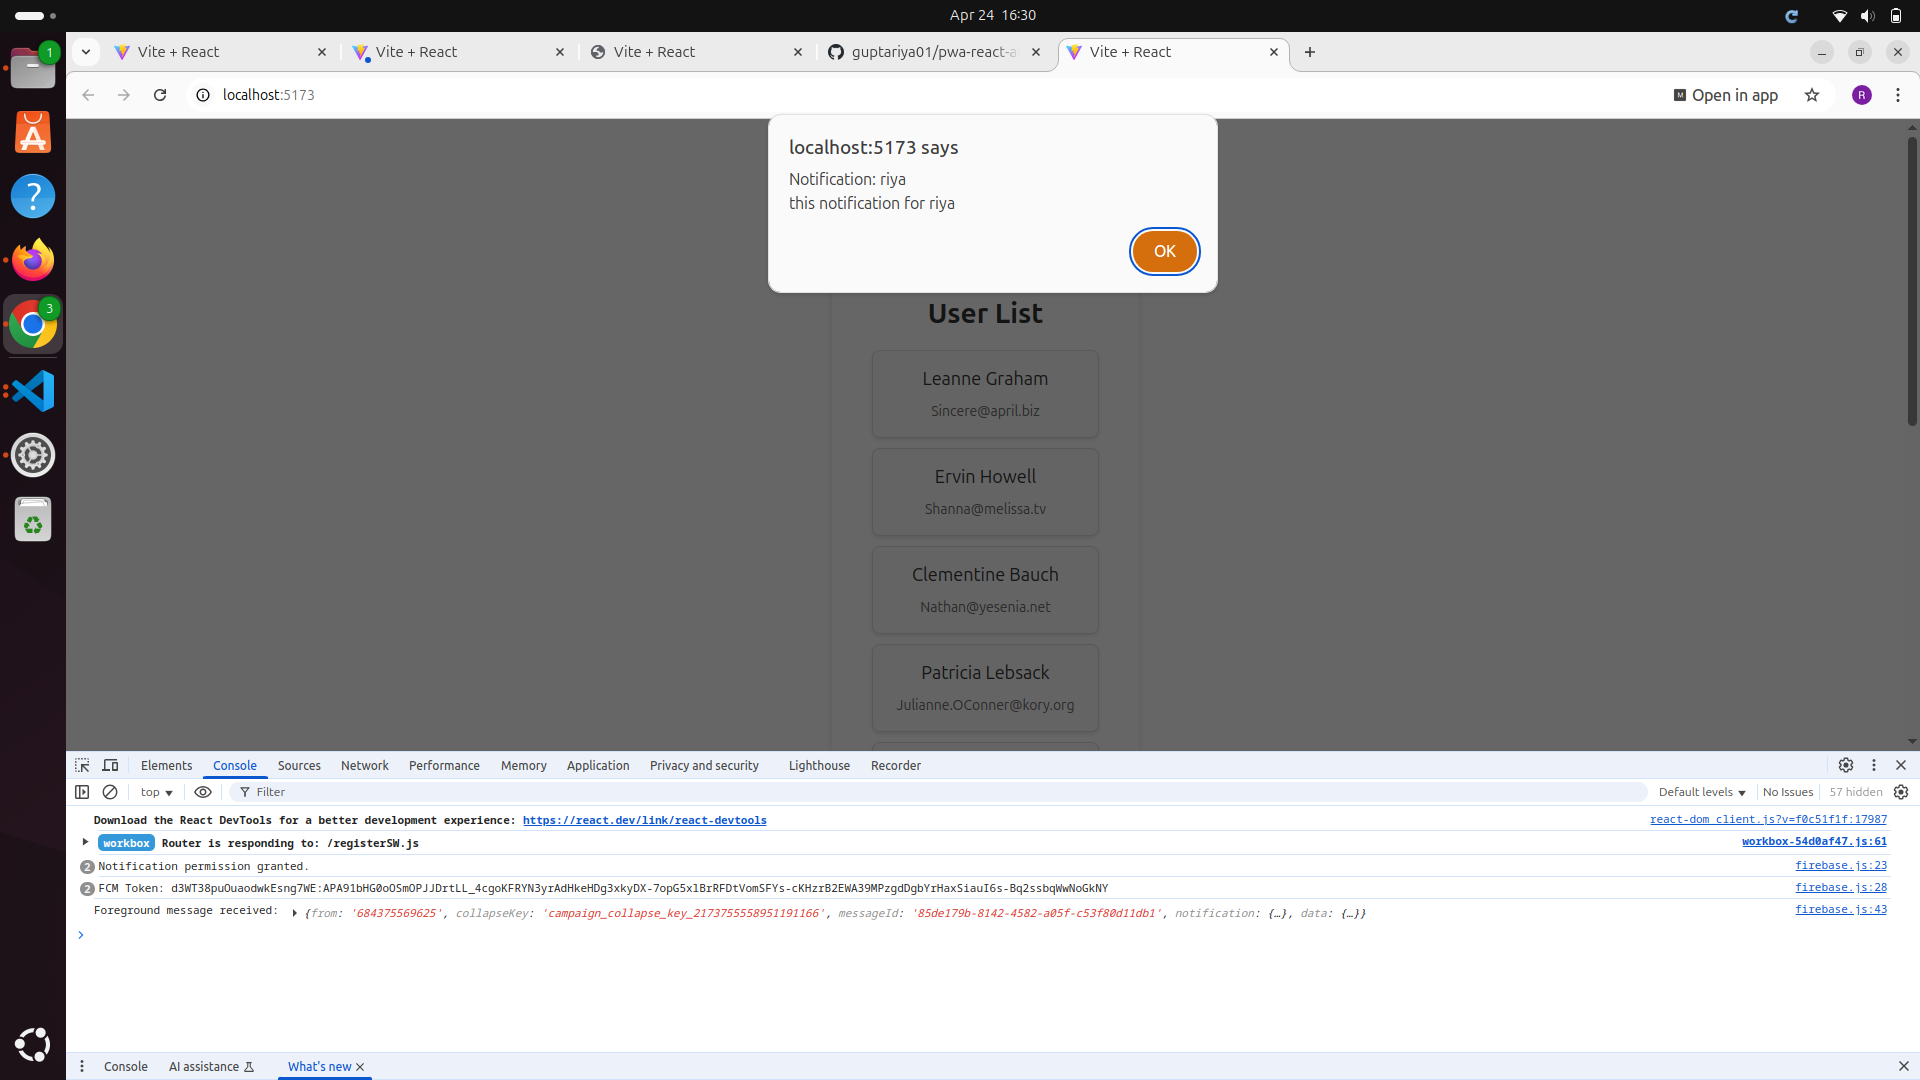 Apr 24 16:30
1
Vite + React
Vite + React
Vite + React
guptariya01/pwa-react-a
Vite + React
localhost:5173
Open in app
R
localhost:5173 says
Notification: riya
this notification for riya
OK
3
User List
Leanne Graham
Sincere@april.biz
Ervin Howell
Shanna@melissa.tv
Clementine Bauch
Nathan@yesenia.net
Patricia Lebsack
Julianne.OConner@kory.org
Elements Console Sources Network Performance Memory Application Privacy and security Lighthouse Recorder
top Filter Default levels No Issues 57 hidden
Download the React DevTools for a better development experience: https://react.dev/link/react-devtools react-dom_client.js?v=f0c51f1f:17987
workbox Router is responding to: /registerSW.js workbox-54d0af47.js:61
2 Notification permission granted. firebase.js:23
2 FCM Token: d3WT38puOuaodwkEsng7WE:APA91bHG0oOSmOPJJDrtLL_4cgoKFRYN3yrAdHkeHDg3xkyDX-7opG5xlBrRFDtVomSFYs-cKHzrB2EWA39MPzgdDgbYrHaxSiauI6s-Bq2ssbqWwNoGkNY firebase.js:28
Foreground message received: {from: '684375569625', collapseKey: 'campaign_collapse_key_2173755558951191166', messageId: '85de179b-8142-4582-a05f-c53f80d11db1', notification: {…}, data: {…}} firebase.js:43
Console AI assistance What's new